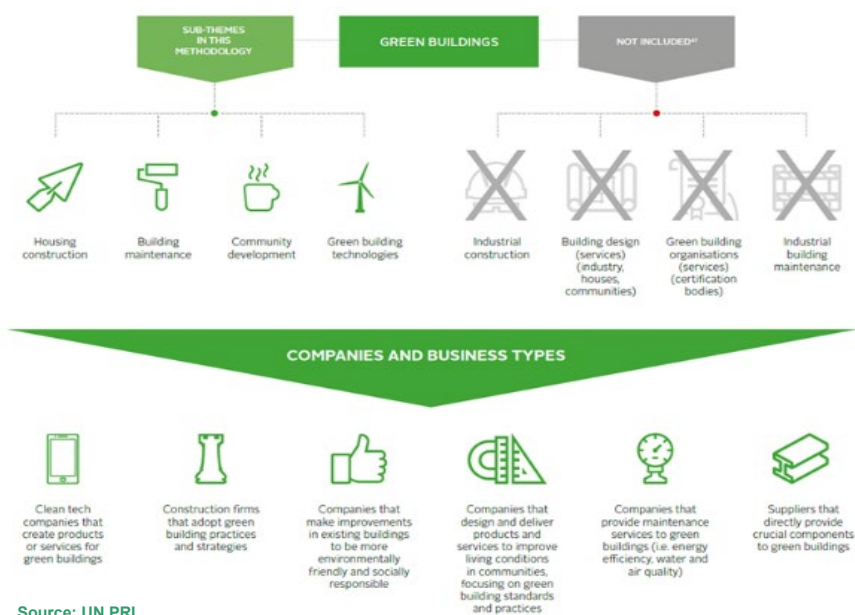 SUB-THEMES
IN THIS
METHODOLOGY
GREEN BUILDINGS
NOT INCLUDED
Housing
construction
Building
maintenance
Community
development
Green building
technologies
Industrial
construction
Building design
(services)
(industry,
houses,
communities)
Green building
organisations
(services)
(certification
bodies)
Industrial
building
maintenance
COMPANIES AND BUSINESS TYPES
Clean tech
companies that
create products
or services for
green buildings
Construction firms
that adopt green
building practices
and strategies
Companies that
make improvements
in existing buildings
to be more
environmentally
friendly and socially
responsible
Companies that
design and deliver
products and
services to improve
living conditions
in communities,
focusing on green
building standards
and practices
Companies that
provide maintenance
services to green
buildings (i.e. energy
efficiency, water and
air quality)
Suppliers that
directly provide
crucial components
to green buildings
Source: UN PRI